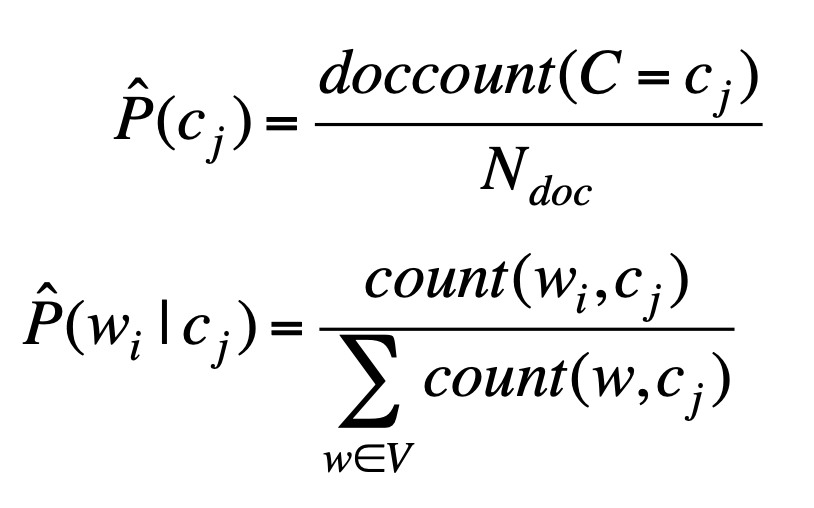 P̂(c_j) = doccount(C = c_j) / N_doc
P̂(w_i | c_j) = count(w_i, c_j) / ∑_{w∈V} count(w, c_j)